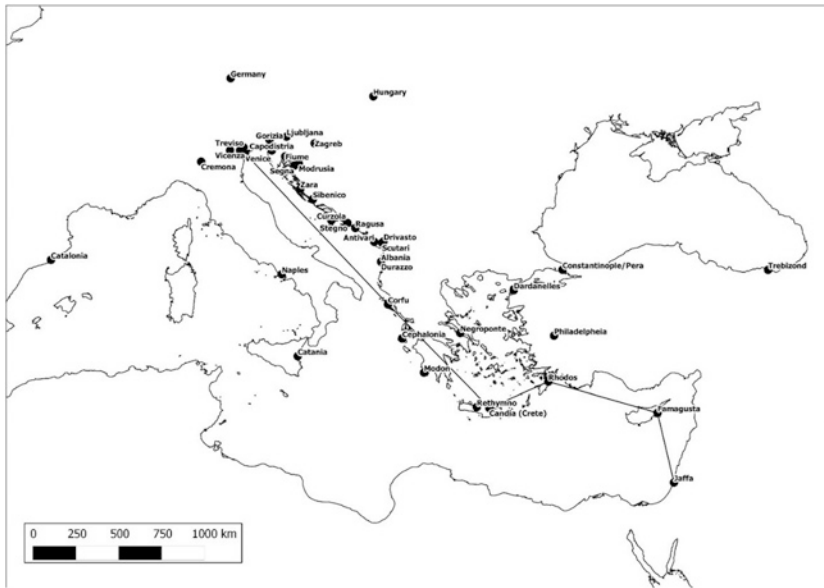 Germany
Hungary
Gorizia
Ljubljana
Treviso
Capodistria
Zagreb
Vicenza
Venice
Fiume
Cremona
Segna
Modrusia
Zara
Sibenico
Curzola
Stegno
Ragusa
Antivari
Drivasto
Scutari
Catalonia
Albania
Durazzo
Naples
Constantinople/Pera
Trebizond
Dardanelles
Corfu
Cephalonia
Negroponte
Philadelpheia
Catania
Modon
Rhodos
Rethymno
Candia (Crete)
Famagusta
Jaffa
0 250 500 750 1000 km